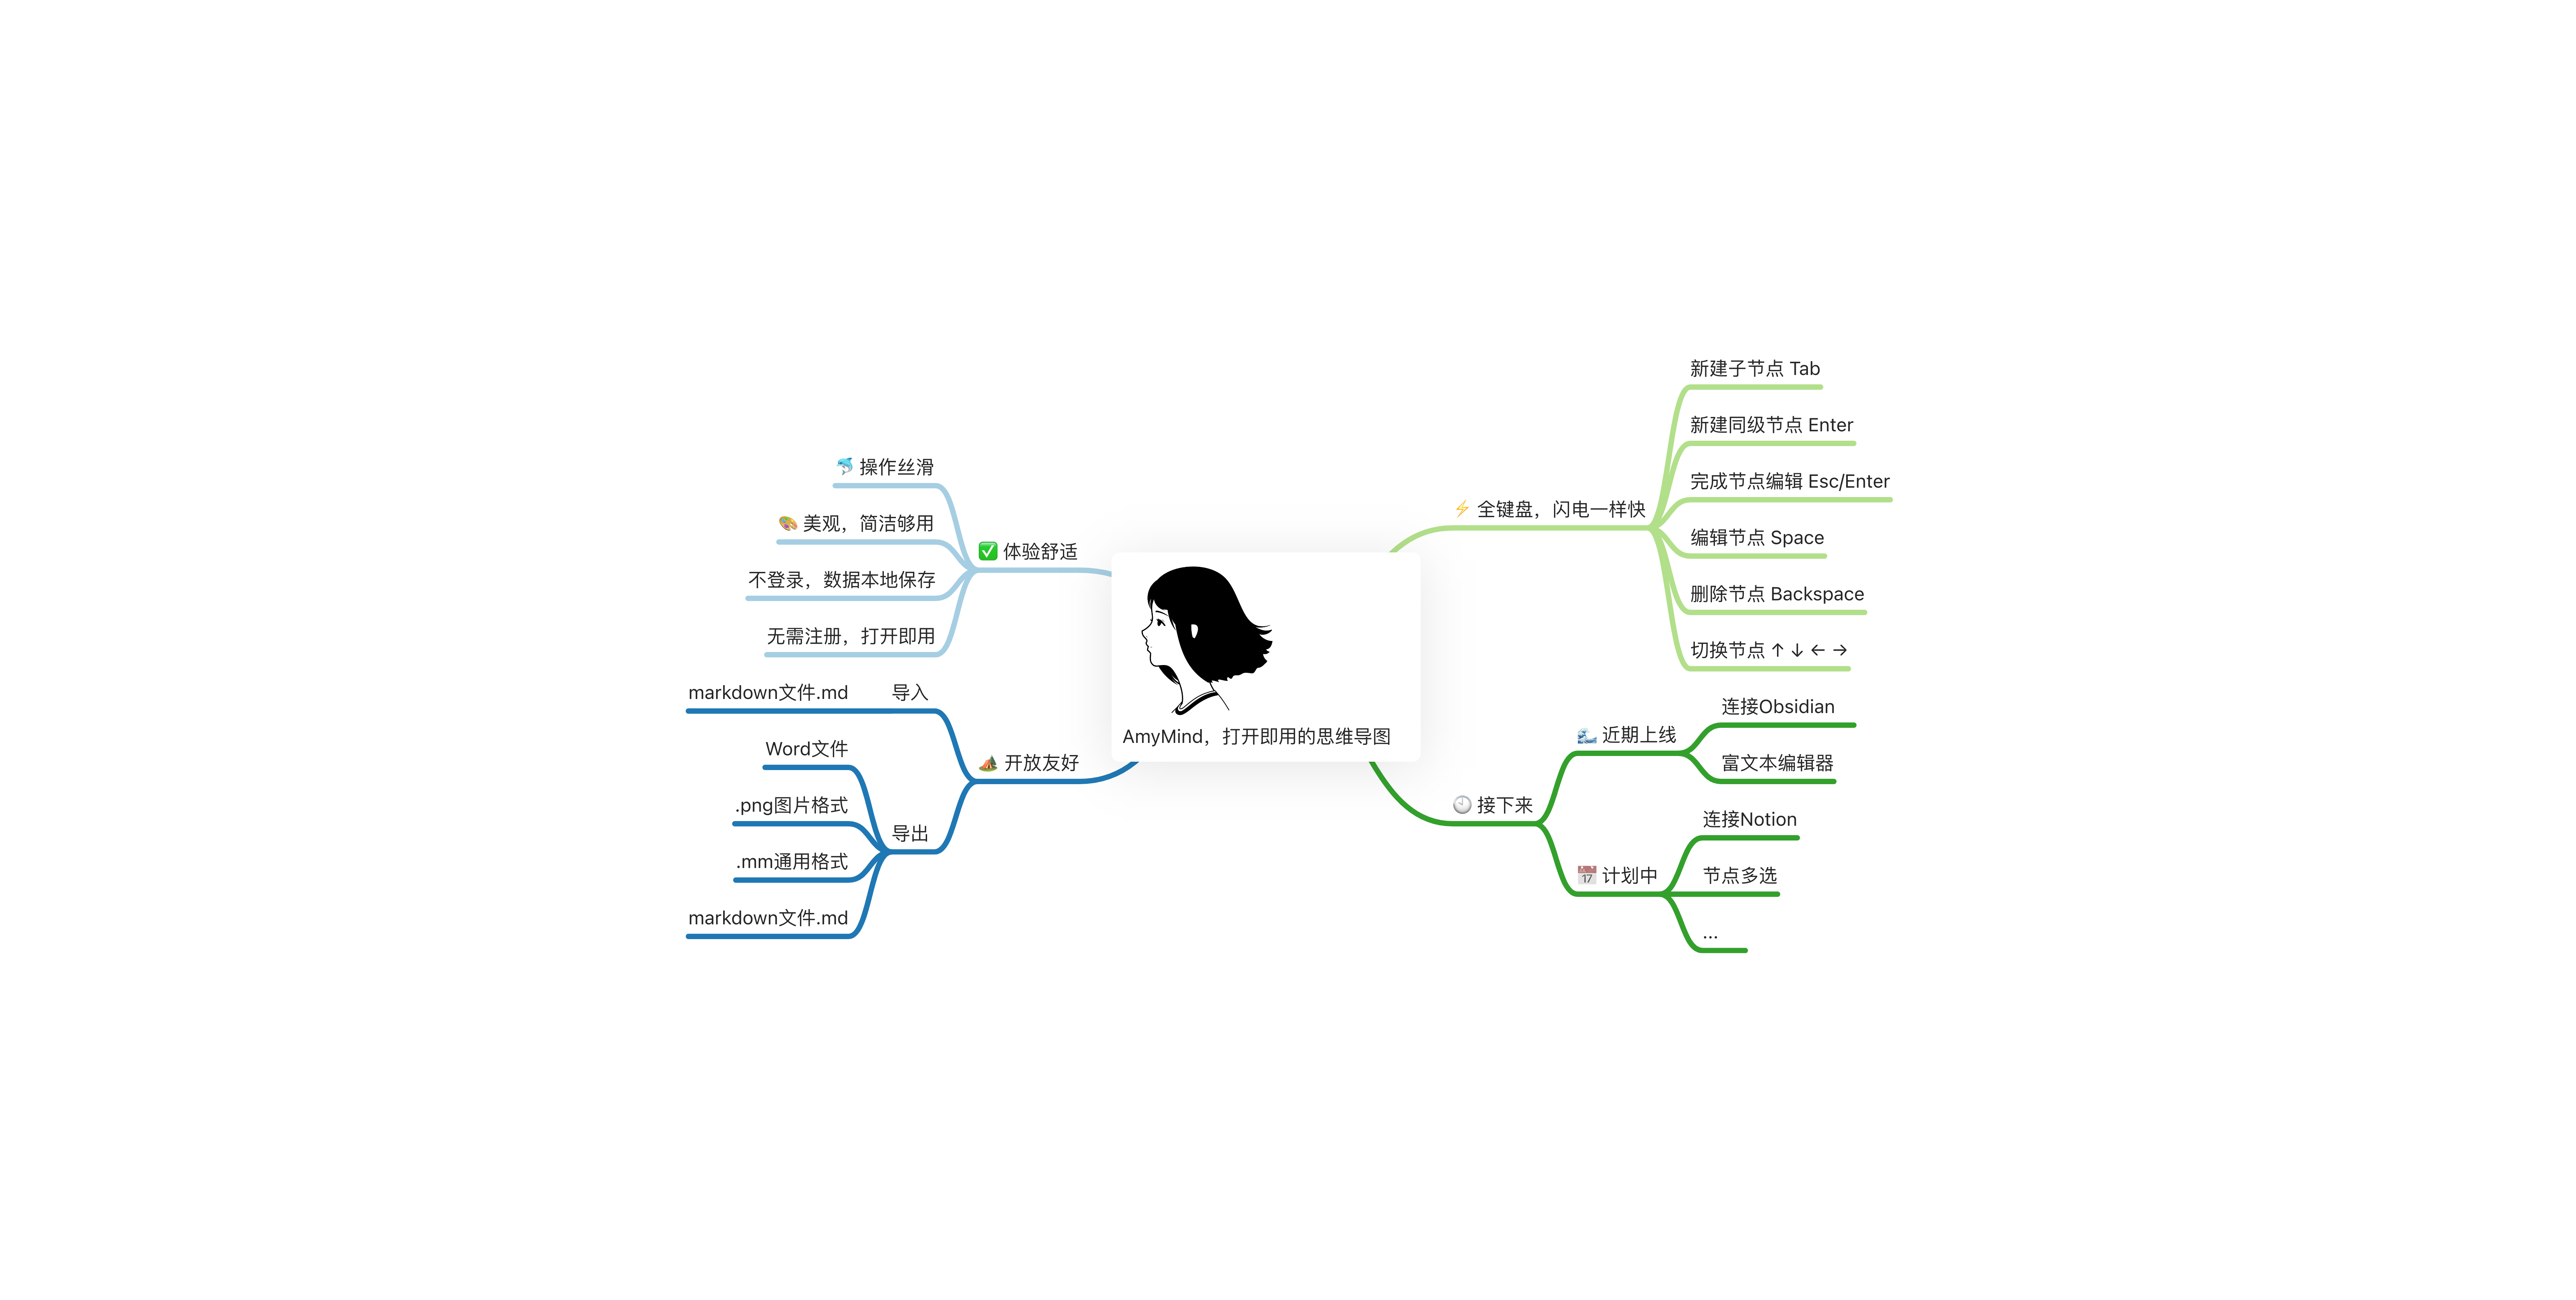 AmyMind，打开即用的思维导图
⚡ 全键盘，闪电一样快
新建子节点 Tab
新建同级节点 Enter
完成节点编辑 Esc/Enter
编辑节点 Space
删除节点 Backspace
切换节点 ↑ ↓ ← →
🕙 接下来
🌊 近期上线
连接Obsidian
富文本编辑器
📅 计划中
连接Notion
节点多选
...
✅ 体验舒适
🐬 操作丝滑
🎨 美观，简洁够用
不登录，数据本地保存
无需注册，打开即用
🏕️ 开放友好
导入
markdown文件.md
导出
Word文件
.png图片格式
.mm通用格式
markdown文件.md